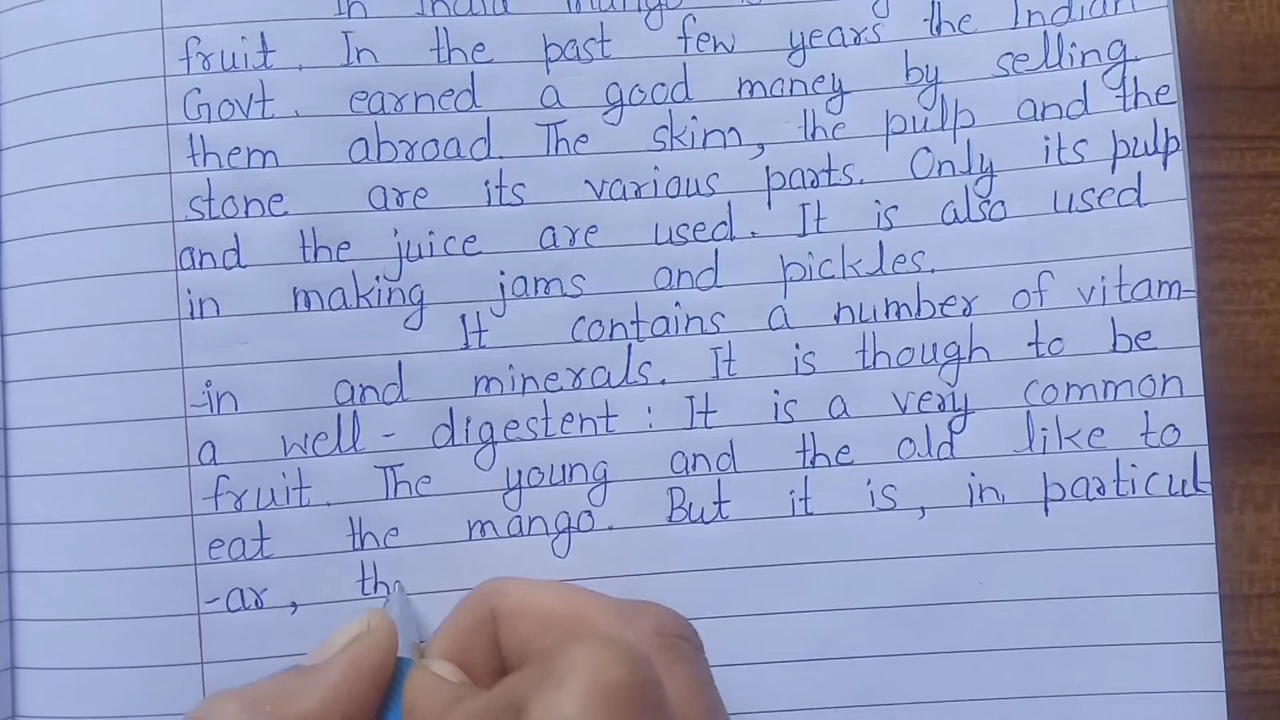 In India mango
fruit. In the past few years the Indian
Govt. earned a good money by selling
them abroad. The skim, the pulp and the
stone are its various parts. Only its pulp
and the juice are used. It is also used
in making jams and pickles.
It contains a number of vitam-
-in and minerals. It is though to be
a well-digestent : It is a very common
fruit. The young and the old like to
eat the mango. But it is, in particul
-ar, the